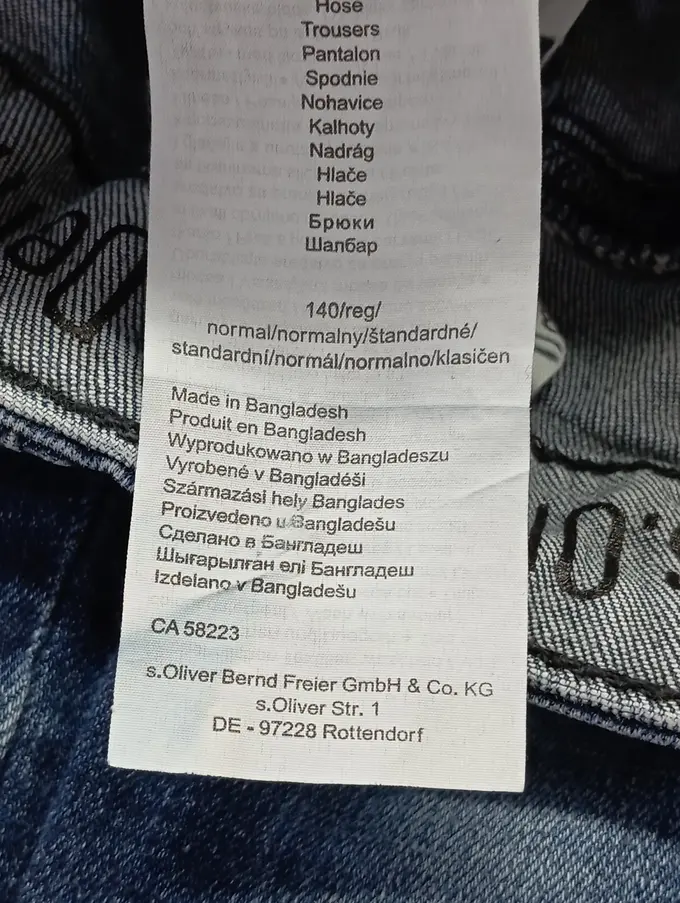 Hose
Trousers
Pantalon
Spodnie
Nohavice
Kalhoty
Nadrág
Hlače
Hlače
Брюки
Шалбар
140/reg/
normal/normalny/štandardné/
standardní/normál/normalno/klasičen
Made in Bangladesh
Produit en Bangladesh
Wyprodukowano w Bangladeszu
Vyrobené v Bangladéši
Származási hely Banglades
Proizvedeno u Bangladešu
Сделано в Бангладеш
Шығарылған елі Бангладеш
Izdelano v Bangladešu
CA 58223
s.Oliver Bernd Freier GmbH & Co. KG
s.Oliver Str. 1
DE - 97228 Rottendorf